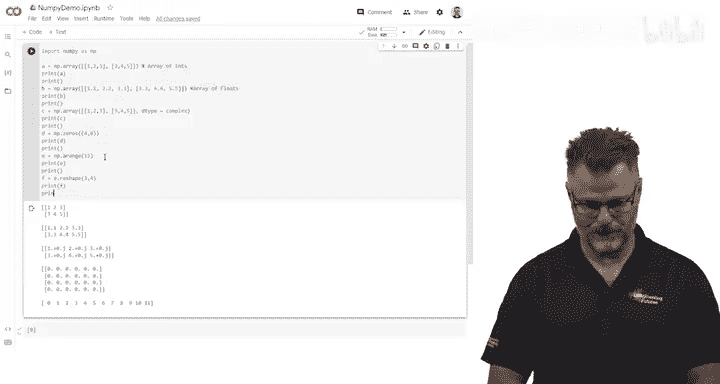 NumpyDemo.ipynb
File Edit View Insert Runtime Tools Help All changes saved
Comment Share
+ Code + Text
RAM
Disk
Editing
import numpy as np
a = np.array([[1,2,3], [3,4,5]]) # Array of ints
print(a)
print()
b = np.array([[1.1, 2.2, 3.3], [3.3, 4.4, 5.5]]) #Array of Floats
print(b)
print()
c = np.array([[1,2,3], [3,4,5]], dtype = complex)
print(c)
print()
d = np.zeros((4,6))
print(d)
print()
e = np.arange(12)
print(e)
print()
f = e.reshape(3,4)
print(f)
prin
[[1 2 3]
[3 4 5]]
[[1.1 2.2 3.3]
[3.3 4.4 5.5]]
[[1.+0.j 2.+0.j 3.+0.j]
[3.+0.j 4.+0.j 5.+0.j]]
[[0. 0. 0. 0. 0. 0.]
[0. 0. 0. 0. 0. 0.]
[0. 0. 0. 0. 0. 0.]
[0. 0. 0. 0. 0. 0.]]
[ 0 1 2 3 4 5 6 7 8 9 10 11]